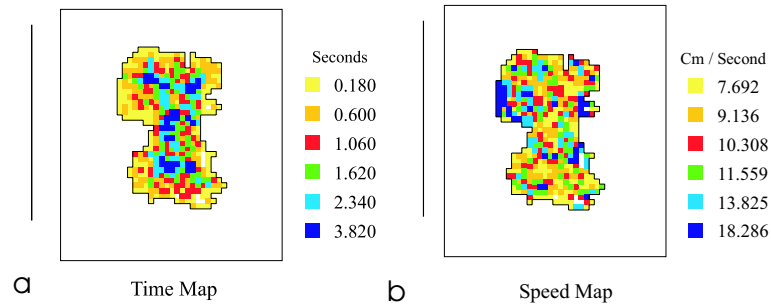 Seconds
0.180
0.600
1.060
1.620
2.340
3.820
a
Time Map
Cm / Second
7.692
9.136
10.308
11.559
13.825
18.286
b
Speed Map